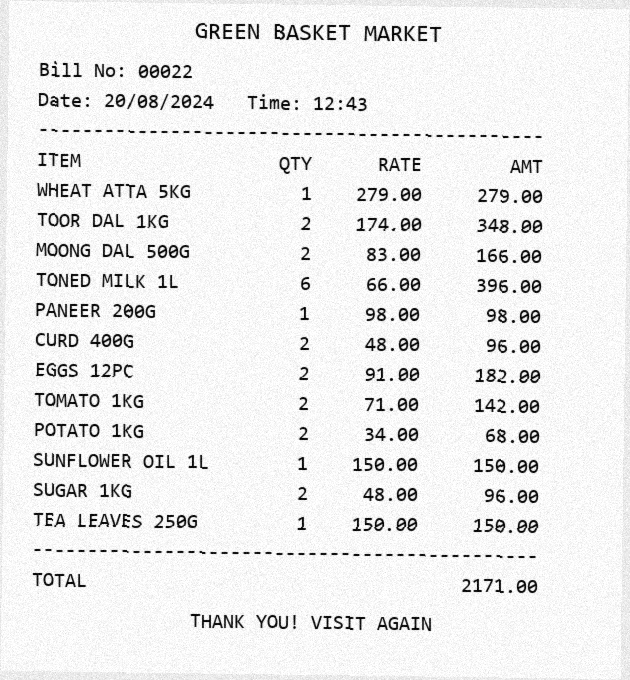 GREEN BASKET MARKET
Bill No: 00022
Date: 20/08/2024 Time: 12:43
------------------------------------------------
ITEM QTY RATE AMT
WHEAT ATTA 5KG 1 279.00 279.00
TOOR DAL 1KG 2 174.00 348.00
MOONG DAL 500G 2 83.00 166.00
TONED MILK 1L 6 66.00 396.00
PANEER 200G 1 98.00 98.00
CURD 400G 2 48.00 96.00
EGGS 12PC 2 91.00 182.00
TOMATO 1KG 2 71.00 142.00
POTATO 1KG 2 34.00 68.00
SUNFLOWER OIL 1L 1 150.00 150.00
SUGAR 1KG 2 48.00 96.00
TEA LEAVES 250G 1 150.00 150.00
------------------------------------------------
TOTAL 2171.00
THANK YOU! VISIT AGAIN